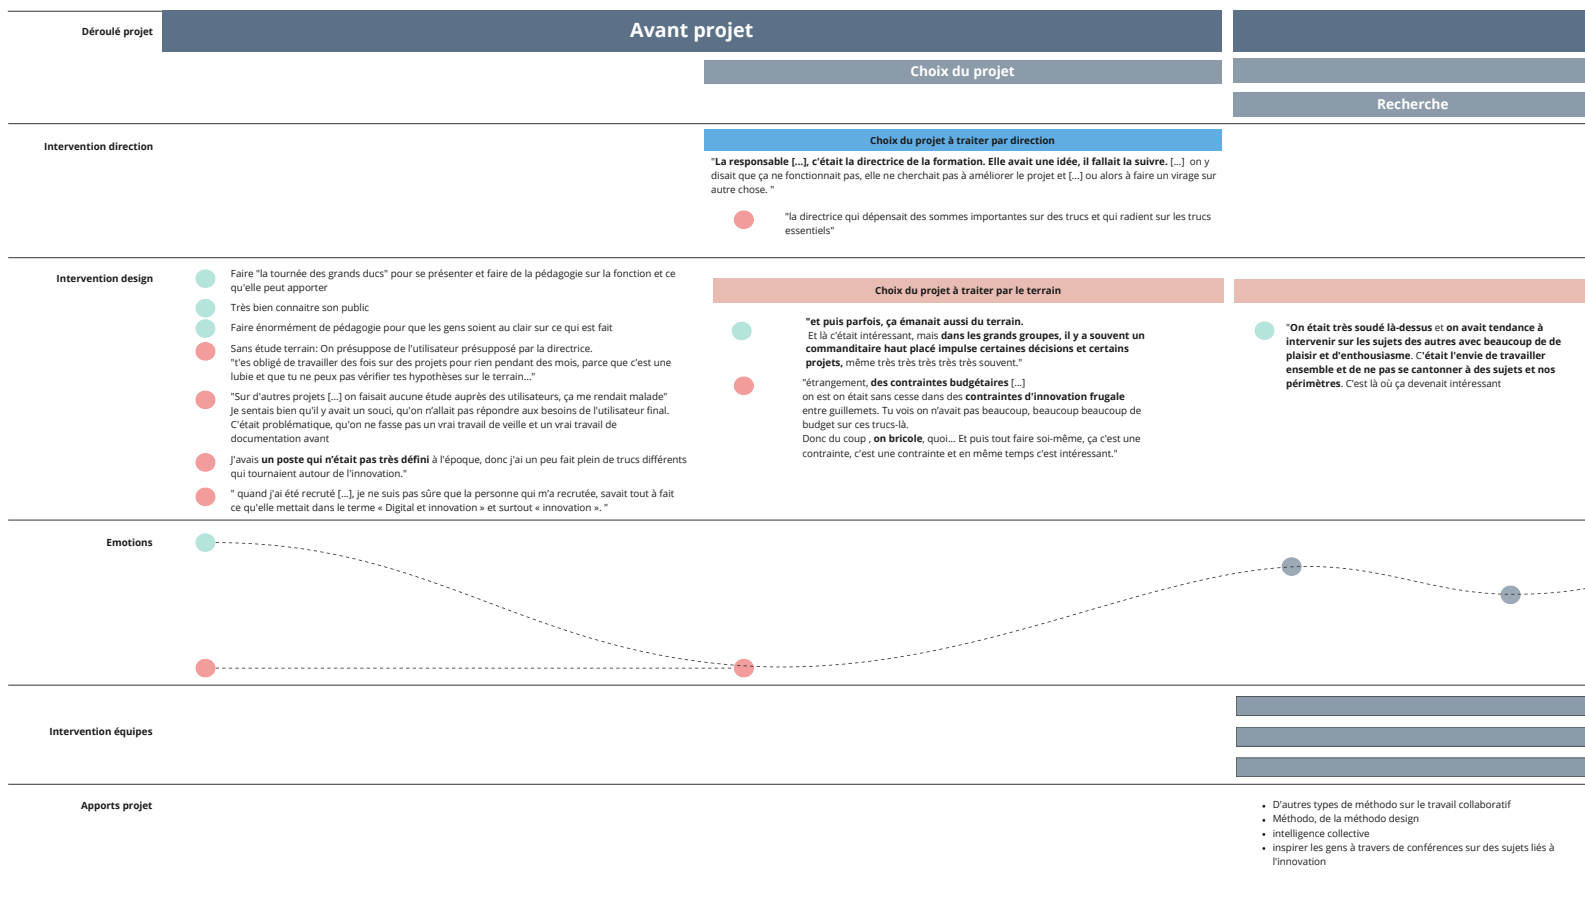 Déroulé projet
Avant projet
Choix du projet
Recherche
Intervention direction
Choix du projet à traiter par direction
"La responsable [...], c'était la directrice de la formation. Elle avait une idée, il fallait la suivre. [...]  on y
disait que ça ne fonctionnait pas, elle ne cherchait pas à améliorer le projet et [...] ou alors à faire un virage sur
autre chose. "
"la directrice qui dépensait des sommes importantes sur des trucs et qui radient sur les trucs
essentiels"
Intervention design
Faire "la tournée des grands ducs" pour se présenter et faire de la pédagogie sur la fonction et ce
qu'elle peut apporter
Très bien connaitre son public
Faire énormément de pédagogie pour que les gens soient au clair sur ce qui est fait
Sans étude terrain: On présuppose de l'utilisateur présupposé par la directrice.
"t'es obligé de travailler des fois sur des projets pour rien pendant des mois, parce que c'est une
lubie et que tu ne peux pas vérifier tes hypothèses sur le terrain..."
"Sur d'autres projets [...] on faisait aucune étude auprès des utilisateurs, ça me rendait malade"
Je sentais bien qu'il y avait un souci, qu'on n'allait pas répondre aux besoins de l'utilisateur final.
C'était problématique, qu'on ne fasse pas un vrai travail de veille et un vrai travail de
documentation avant
J'avais un poste qui n'était pas très défini à l'époque, donc j'ai un peu fait plein de trucs différents
qui tournaient autour de l'innovation."
" quand j'ai été recruté [...], je ne suis pas sûre que la personne qui m'a recrutée, savait tout à fait
ce qu'elle mettait dans le terme « Digital et innovation » et surtout « innovation ». "
Choix du projet à traiter par le terrain
"et puis parfois, ça émanait aussi du terrain.
Et là c'était intéressant, mais dans les grands groupes, il y a souvent un
commanditaire haut placé impulse certaines décisions et certains
projets, même très très très très très souvent."
"étrangement, des contraintes budgétaires [...]
on est on était sans cesse dans des contraintes d'innovation frugale
entre guillemets. Tu vois on n'avait pas beaucoup, beaucoup beaucoup de
budget sur ces trucs-là.
Donc du coup , on bricole, quoi... Et puis tout faire soi-même, ça c'est une
contrainte, c'est une contrainte et en même temps c'est intéressant."
"On était très soudé là-dessus et on avait tendance à
intervenir sur les sujets des autres avec beaucoup de de
plaisir et d'enthousiasme. C'était l'envie de travailler
ensemble et de ne pas se cantonner à des sujets et nos
périmètres. C'est là où ça devenait intéressant
Emotions
Intervention équipes
Apports projet
• D'autres types de méthodo sur le travail collaboratif
• Méthodo, de la méthodo design
• intelligence collective
• inspirer les gens à travers de conférences sur des sujets liés à
l'innovation